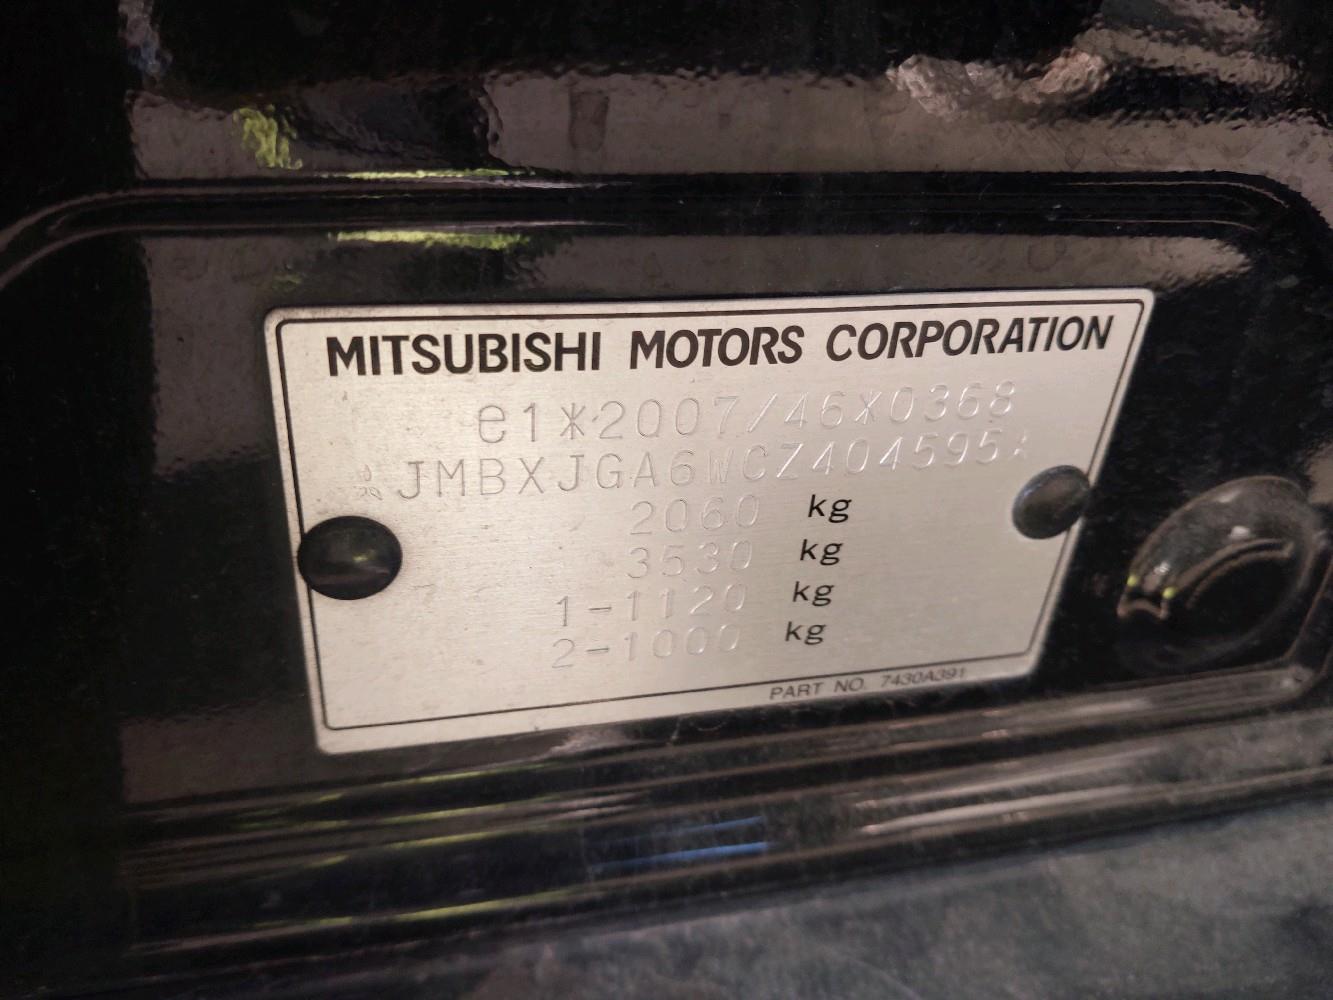 MITSUBISHI MOTORS CORPORATION
e1*2007/46*0368
JMBXJGA6WCZ404595
2060 kg
3530 kg
1-1120 kg
2-1000 kg
PART NO. 7430A391